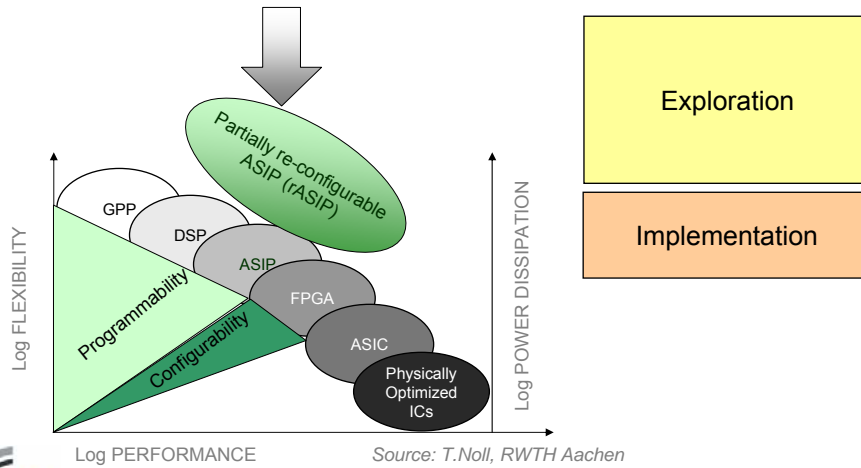 Partially re-configurable
ASIP (rASIP)
GPP
DSP
ASIP
FPGA
ASIC
Physically
Optimized
ICs
Programmability
Configurability
Log FLEXIBILITY
Log POWER DISSIPATION
Log PERFORMANCE
Source: T.Noll, RWTH Aachen
Exploration
Implementation